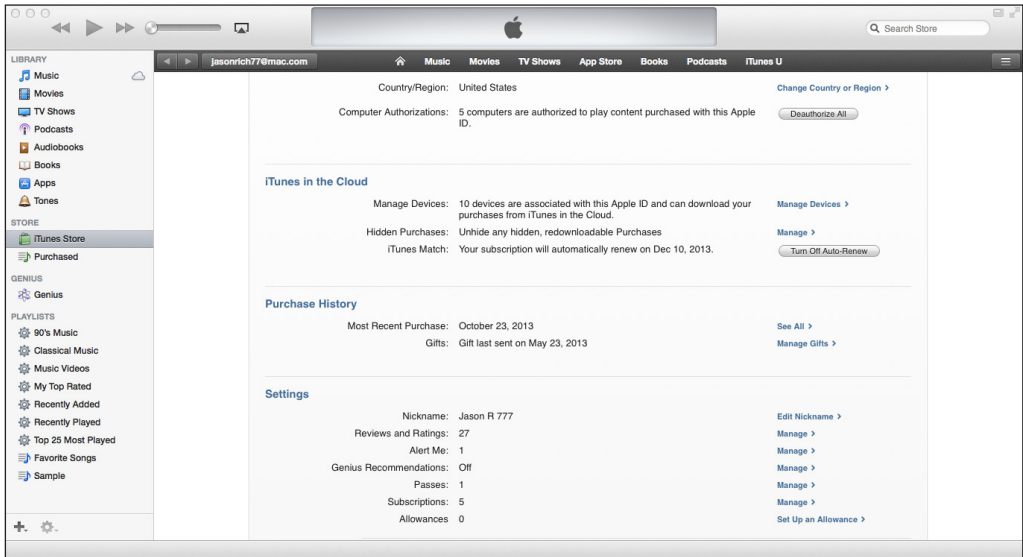 Search Store
LIBRARY
Music
Movies
TV Shows
Podcasts
Audiobooks
Books
Apps
Tones
STORE
iTunes Store
Purchased
GENIUS
Genius
PLAYLISTS
90's Music
Classical Music
Music Videos
My Top Rated
Recently Added
Recently Played
Top 25 Most Played
Favorite Songs
Sample
jasonrich77@mac.com Music Movies TV Shows App Store Books Podcasts iTunes U
Country/Region: United States Change Country or Region >
Computer Authorizations: 5 computers are authorized to play content purchased with this Apple Deauthorize All
ID.
iTunes in the Cloud
Manage Devices: 10 devices are associated with this Apple ID and can download your Manage Devices >
purchases from iTunes in the Cloud.
Hidden Purchases: Unhide any hidden, redownloadable Purchases Manage >
iTunes Match: Your subscription will automatically renew on Dec 10, 2013. Turn Off Auto-Renew
Purchase History
Most Recent Purchase: October 23, 2013 See All >
Gifts: Gift last sent on May 23, 2013 Manage Gifts >
Settings
Nickname: Jason R 777 Edit Nickname >
Reviews and Ratings: 27 Manage >
Alert Me: 1 Manage >
Genius Recommendations: Off Manage >
Passes: 1 Manage >
Subscriptions: 5 Manage >
Allowances 0 Set Up an Allowance >